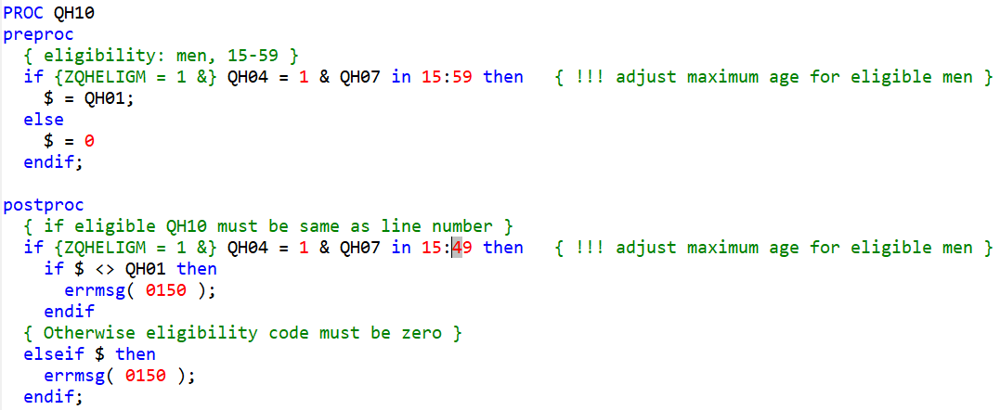 PROC QH10
preproc
  { eligibility: men, 15-59 }
  if {ZQHELIGM = 1 &} QH04 = 1 & QH07 in 15:59 then   { !!! adjust maximum age for eligible men }
    $ = QH01;
  else
    $ = 0
  endif;

postproc
  { if eligible QH10 must be same as line number }
  if {ZQHELIGM = 1 &} QH04 = 1 & QH07 in 15:49 then   { !!! adjust maximum age for eligible men }
    if $ <> QH01 then
      errmsg( 0150 );
    endif
  { Otherwise eligibility code must be zero }
  elseif $ then
    errmsg( 0150 );
  endif;